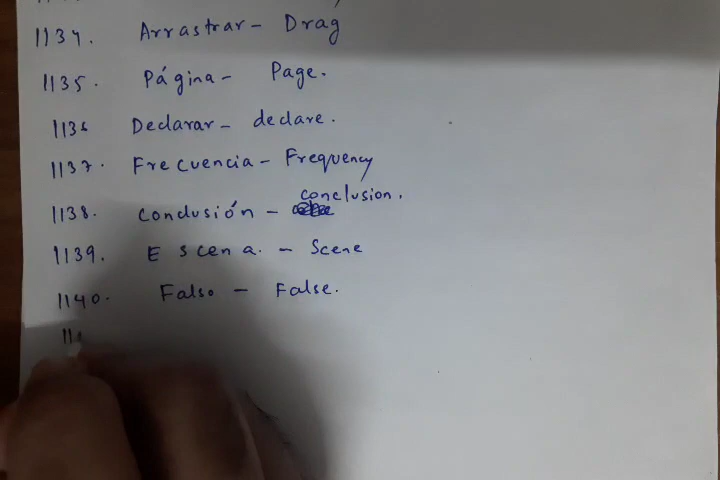 1134. Arrastrar - Drag
1135. Página - Page.
1136 Declarar - declare.
1137. Frecuencia - Frequency
1138. Conclusión - conclusion.
1139. Escena. - Scene
1140. Falso - False.
11